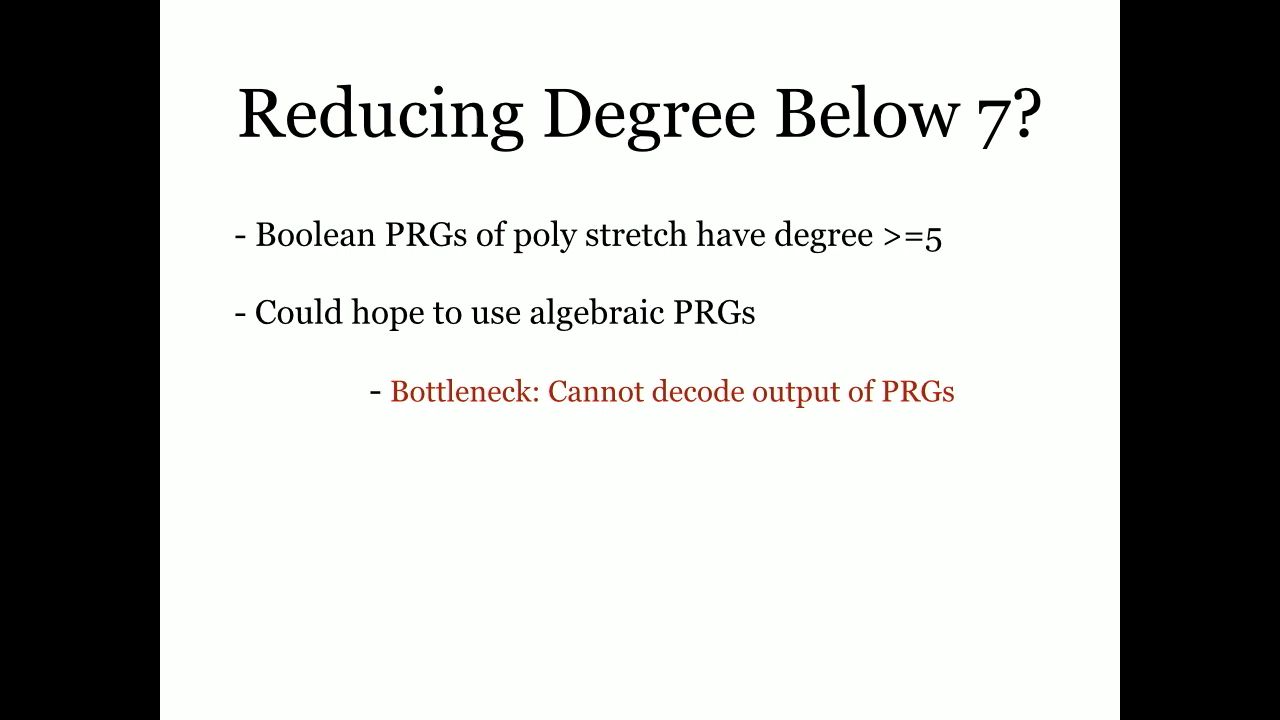 Reducing Degree Below 7?
- Boolean PRGs of poly stretch have degree >=5
- Could hope to use algebraic PRGs
- Bottleneck: Cannot decode output of PRGs